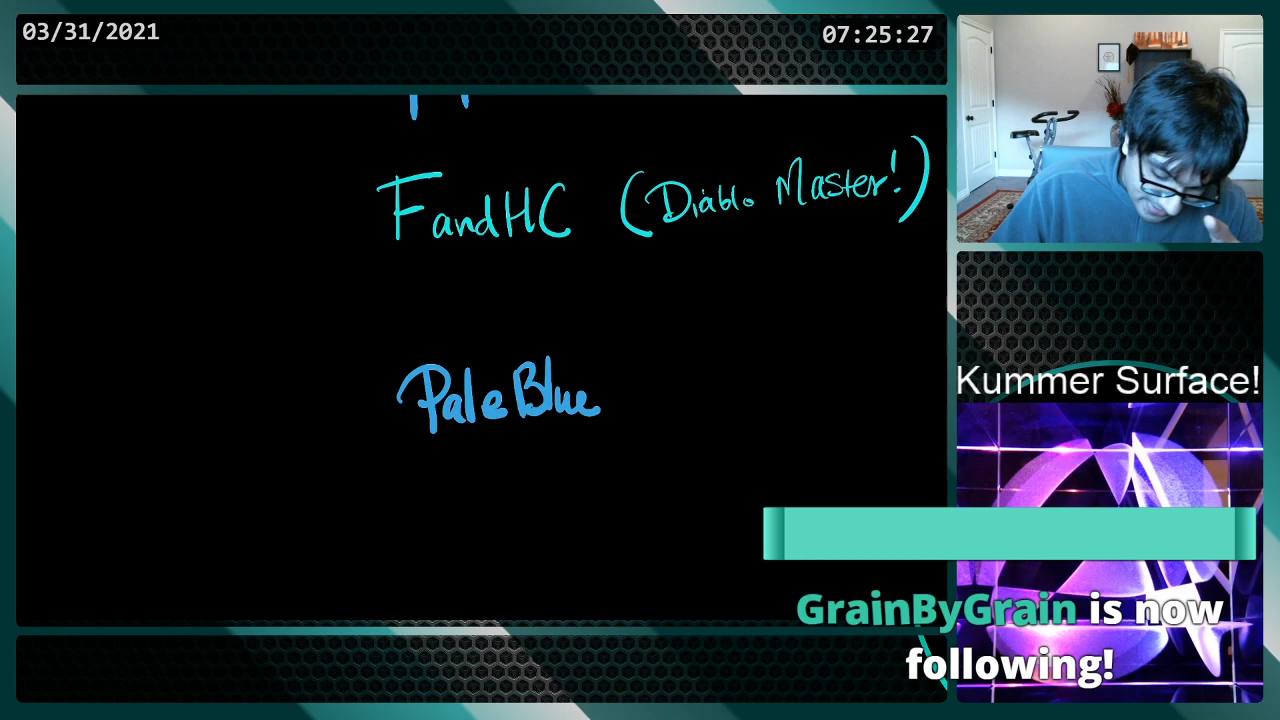 03/31/2021
07:25:27
FandHC (Diablo Master!)
PaleBlue
Kummer Surface!
GrainByGrain is now
following!